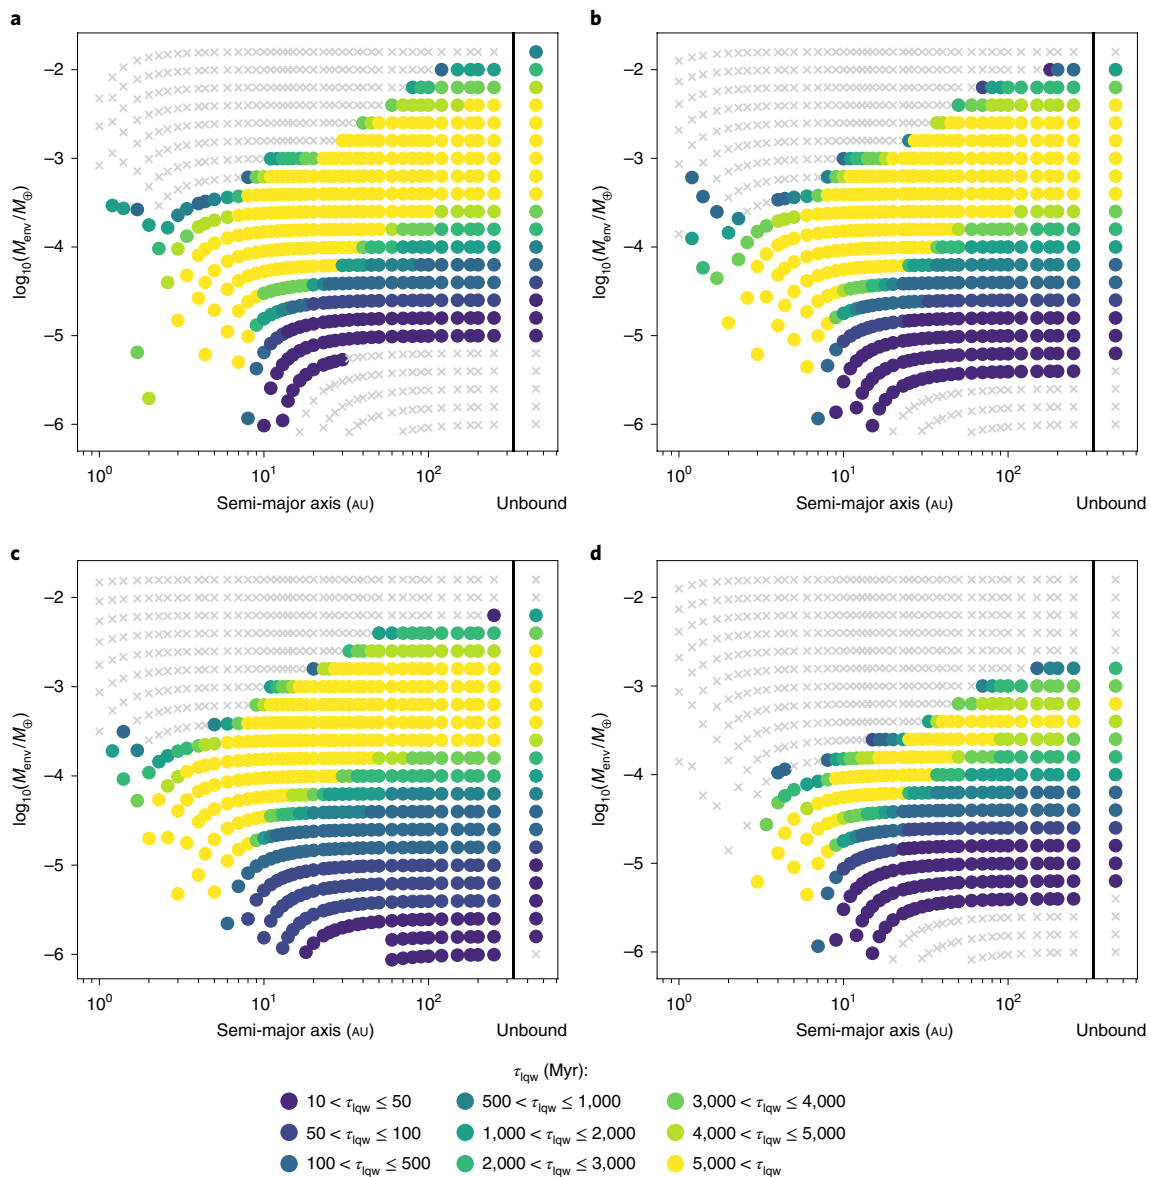 a
b
log10(Menv/M⊕)
−2
−3
−4
−5
−6
10^0
10^1
10^2
Semi-major axis (AU)
Unbound
log10(Menv/M⊕)
−2
−3
−4
−5
−6
10^0
10^1
10^2
Semi-major axis (AU)
Unbound
c
d
log10(Menv/M⊕)
−2
−3
−4
−5
−6
10^0
10^1
10^2
Semi-major axis (AU)
Unbound
log10(Menv/M⊕)
−2
−3
−4
−5
−6
10^0
10^1
10^2
Semi-major axis (AU)
Unbound
τlqw (Myr):
10 < τlqw ≤ 50
500 < τlqw ≤ 1,000
3,000 < τlqw ≤ 4,000
50 < τlqw ≤ 100
1,000 < τlqw ≤ 2,000
4,000 < τlqw ≤ 5,000
100 < τlqw ≤ 500
2,000 < τlqw ≤ 3,000
5,000 < τlqw